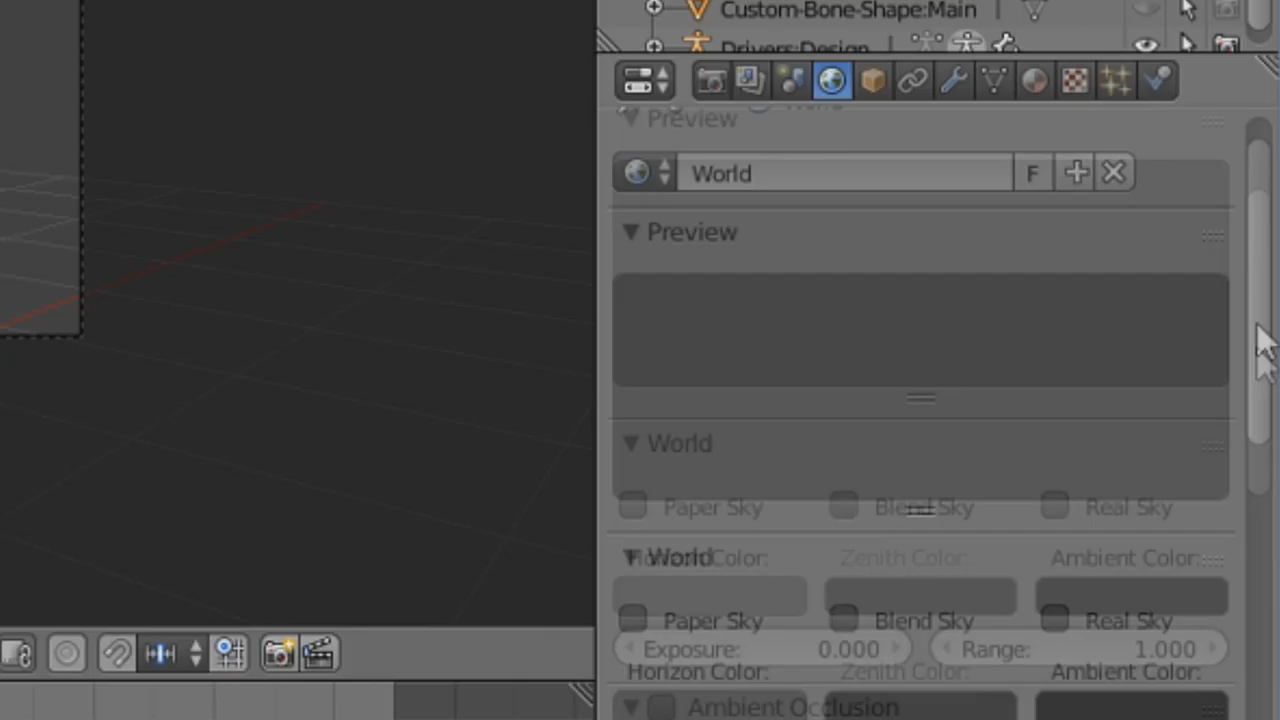 Custom-Bone-Shape:Main
Drivers:Design
Preview
World
F
Preview
World
Paper Sky
Blend Sky
Real Sky
World
Color:
Zenith Color:
Ambient Color:
Paper Sky
Blend Sky
Real Sky
Exposure: 0.000
Range: 1.000
Horizon Color:
Zenith Color:
Ambient Color:
Ambient Occlusion